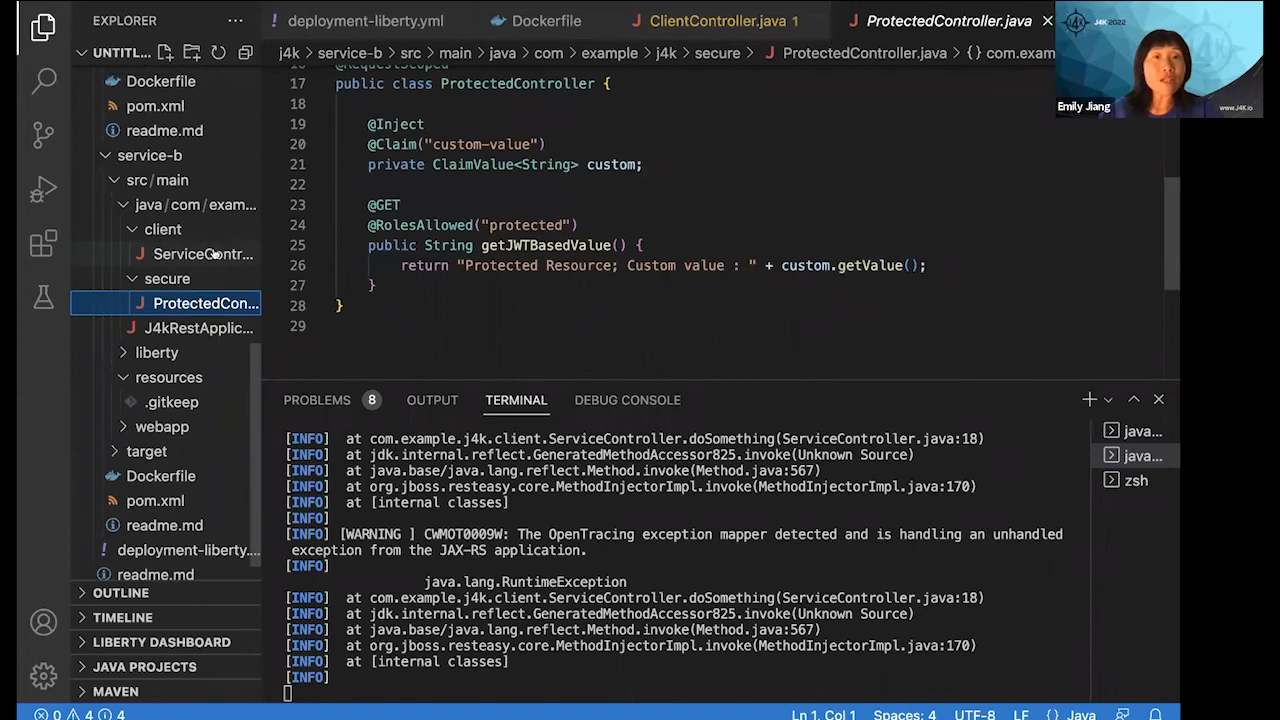 EXPLORER
deployment-liberty.yml
Dockerfile
ClientController.java 1
ProtectedController.java
UNTITL...
j4k > service-b > src > main > java > com > example > j4k > secure > ProtectedController.java > {} com.exam
Dockerfile
pom.xml
readme.md
service-b
src/main
java/com/exam...
client
ServiceContr...
secure
ProtectedCon...
J4kRestApplic...
liberty
resources
.gitkeep
webapp
target
Dockerfile
pom.xml
readme.md
deployment-liberty....
readme.md
OUTLINE
TIMELINE
LIBERTY DASHBOARD
JAVA PROJECTS
MAVEN
16 @RequestScoped
17 public class ProtectedController {
18
19 @Inject
20 @Claim("custom-value")
21 private ClaimValue<String> custom;
22
23 @GET
24 @RolesAllowed("protected")
25 public String getJWTBasedValue() {
26 return "Protected Resource; Custom value : " + custom.getValue();
27 }
28 }
29
PROBLEMS 8 OUTPUT TERMINAL DEBUG CONSOLE
[INFO] at com.example.j4k.client.ServiceController.doSomething(ServiceController.java:18)
[INFO] at jdk.internal.reflect.GeneratedMethodAccessor825.invoke(Unknown Source)
[INFO] at java.base/java.lang.reflect.Method.invoke(Method.java:567)
[INFO] at org.jboss.resteasy.core.MethodInjectorImpl.invoke(MethodInjectorImpl.java:170)
[INFO] at [internal classes]
[INFO]
[INFO] [WARNING ] CWMOT0009W: The OpenTracing exception mapper detected and is handling an unhandled
exception from the JAX-RS application.
[INFO]
java.lang.RuntimeException
[INFO] at com.example.j4k.client.ServiceController.doSomething(ServiceController.java:18)
[INFO] at jdk.internal.reflect.GeneratedMethodAccessor825.invoke(Unknown Source)
[INFO] at java.base/java.lang.reflect.Method.invoke(Method.java:567)
[INFO] at org.jboss.resteasy.core.MethodInjectorImpl.invoke(MethodInjectorImpl.java:170)
[INFO] at [internal classes]
[INFO]
java...
java...
zsh
0 4 4
Ln 1, Col 1 Spaces: 4 UTF-8 LF {} Java
J4K
J4K 2022
Emily Jiang
www.J4K.io